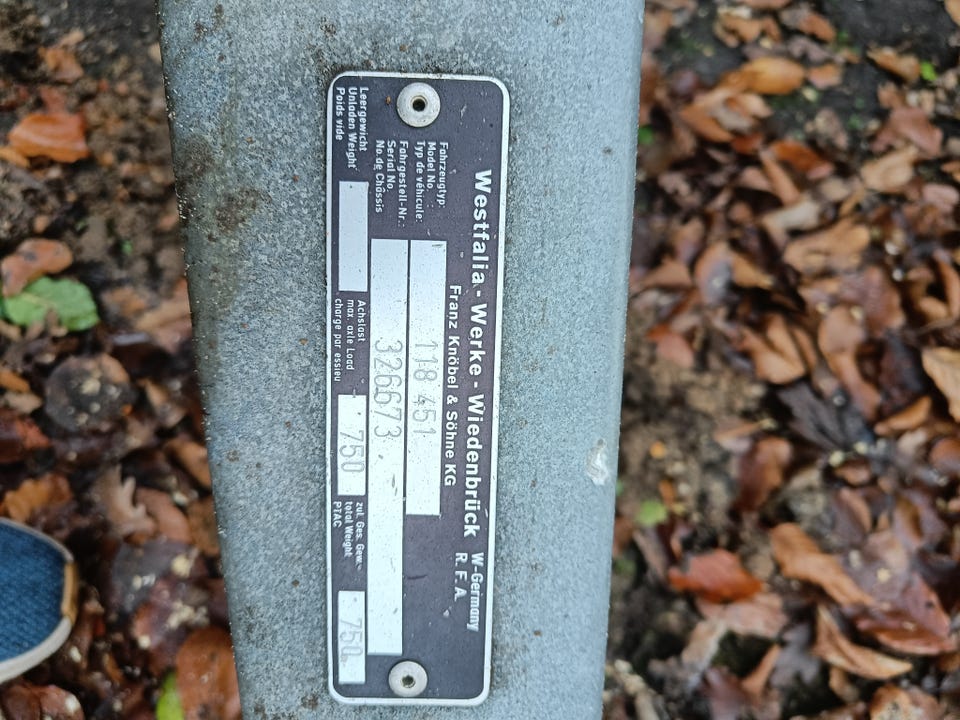 Westfalia - Werke - Wiedenbrück W-Germany
Franz Knöbel & Söhne KG R. F. A.
Fahrzeugtyp:
Model No. :
Typ de véhicule:
118 451
Fahrgestell-Nr.:
Serial No.
No de Châssis
326673
Leergewicht
Unloden Weight
Poids vide
Achslast
max. axle Load
charge par essieu
750
zul. Ges. Gew.
total Weight
PTAC
750